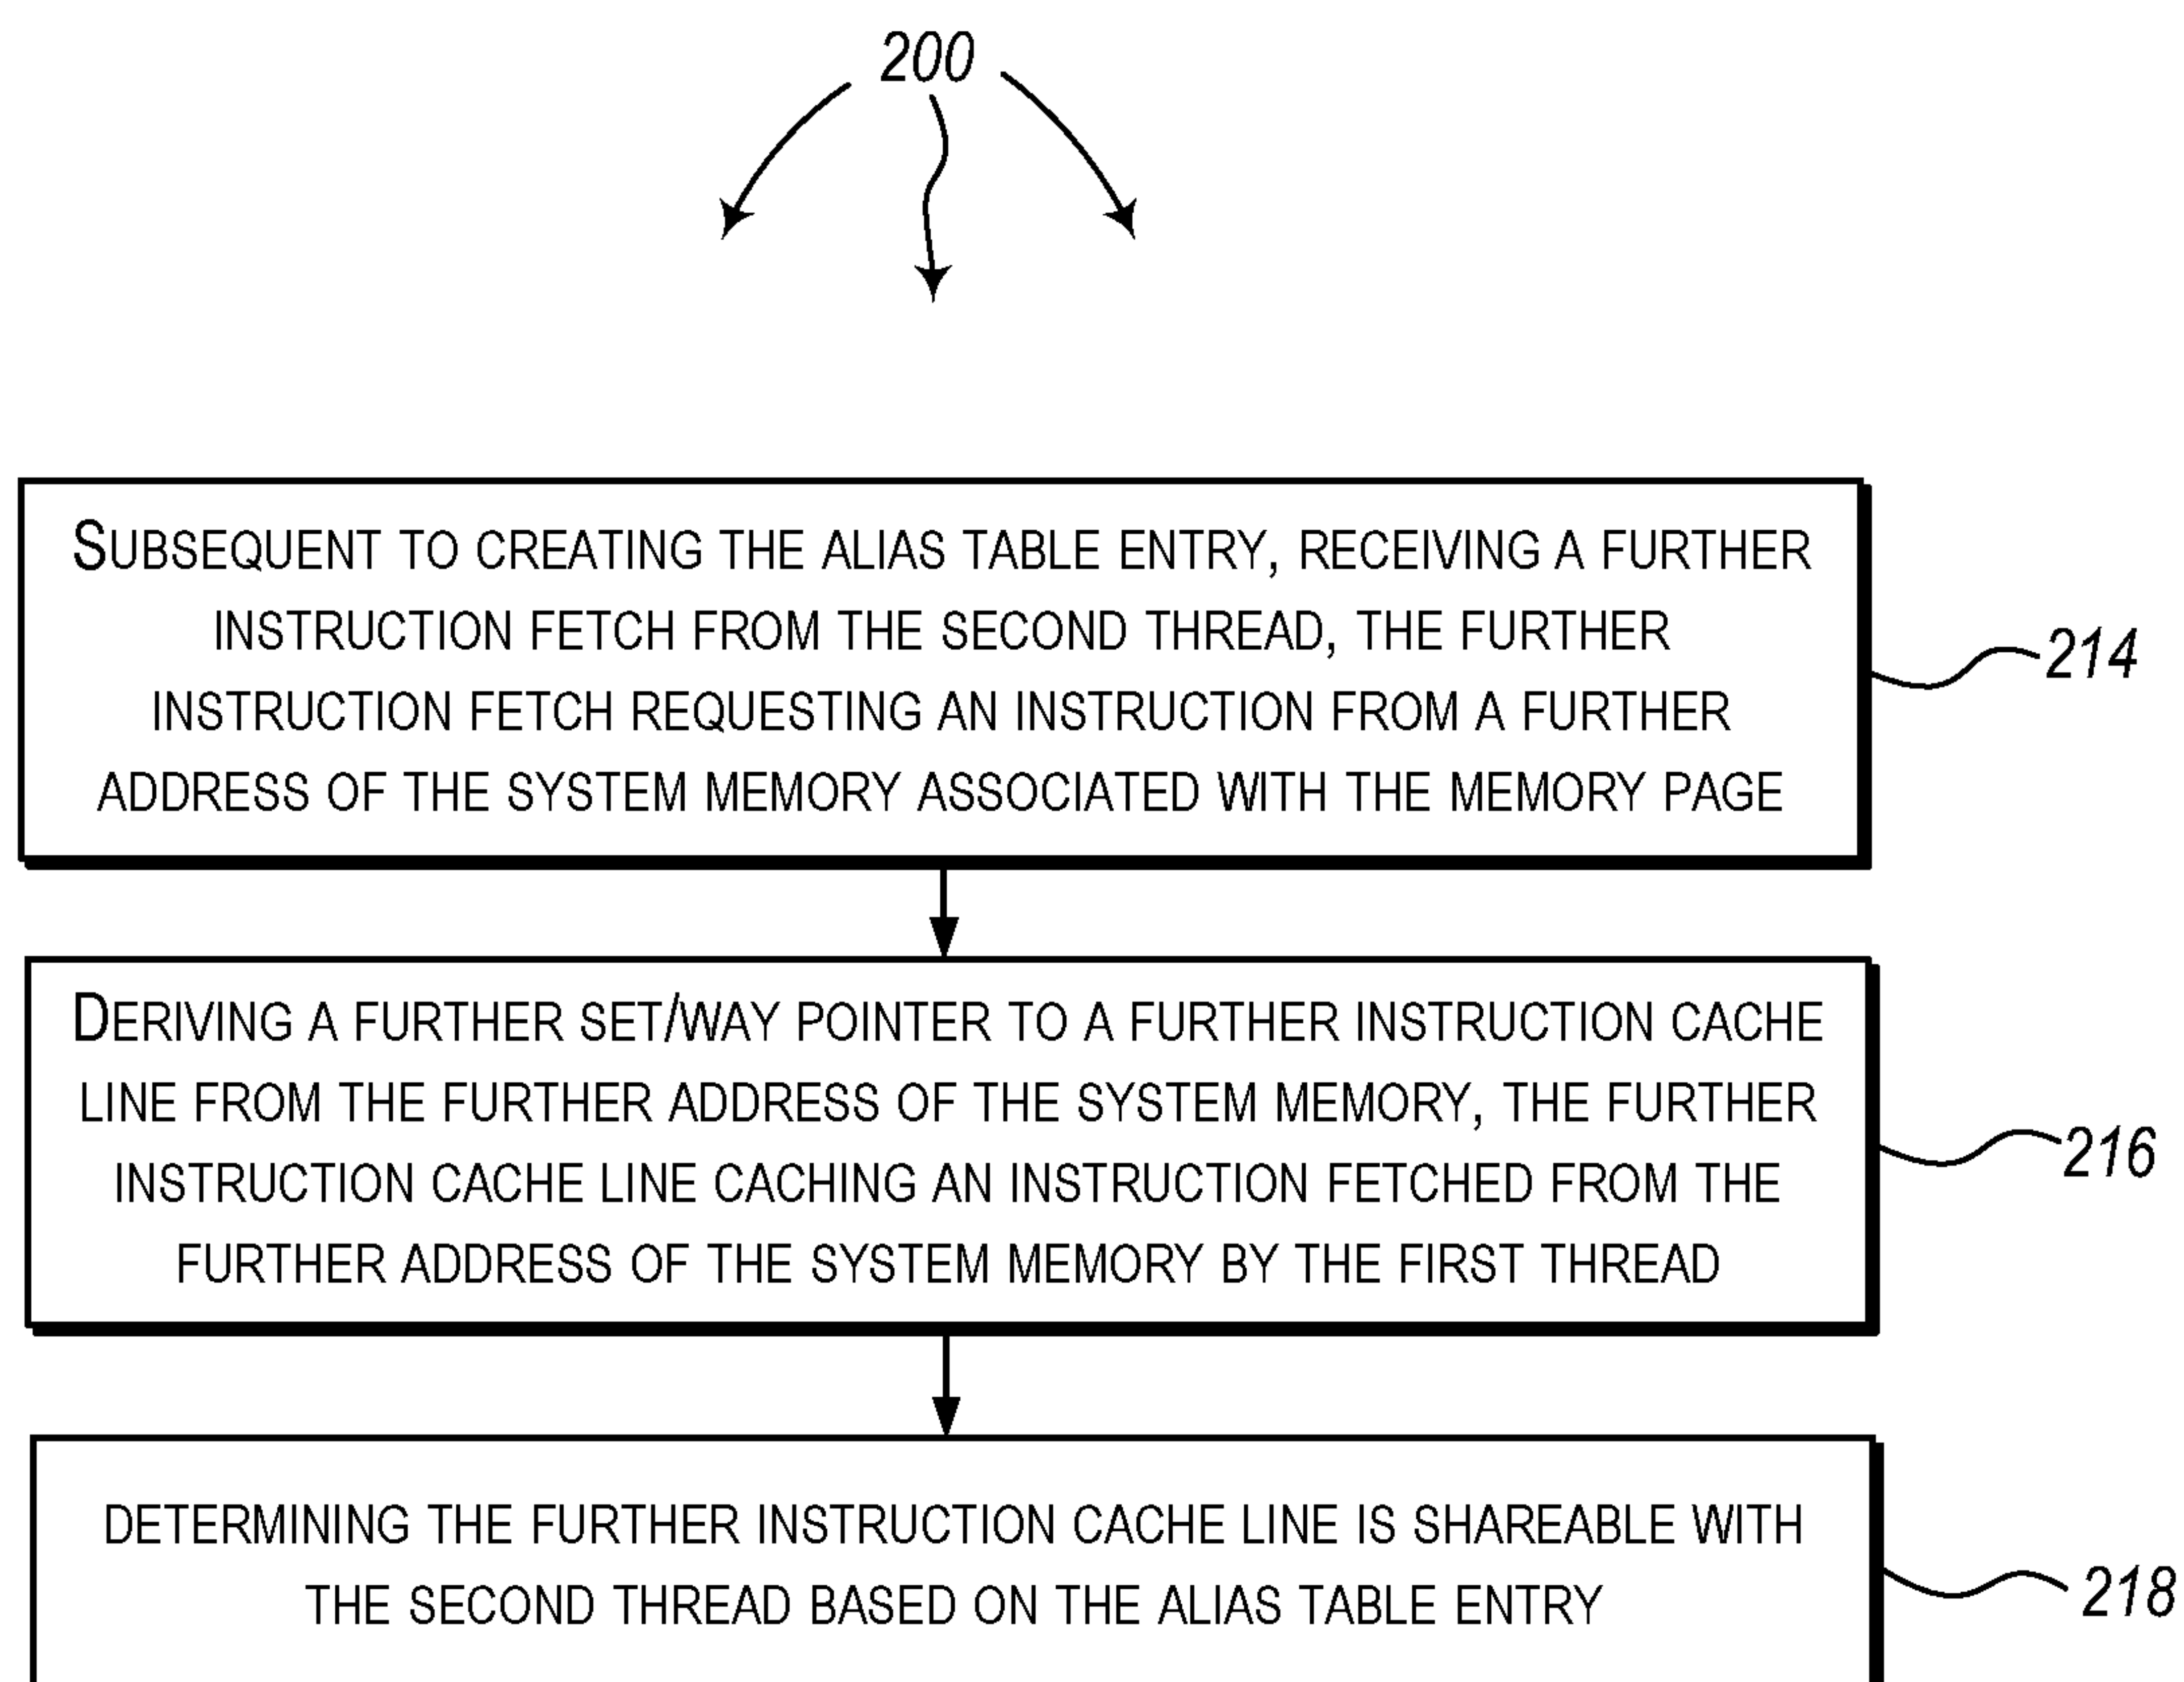 200
SUBSEQUENT TO CREATING THE ALIAS TABLE ENTRY, RECEIVING A FURTHER
INSTRUCTION FETCH FROM THE SECOND THREAD, THE FURTHER
INSTRUCTION FETCH REQUESTING AN INSTRUCTION FROM A FURTHER
ADDRESS OF THE SYSTEM MEMORY ASSOCIATED WITH THE MEMORY PAGE
214
DERIVING A FURTHER SET/WAY POINTER TO A FURTHER INSTRUCTION CACHE
LINE FROM THE FURTHER ADDRESS OF THE SYSTEM MEMORY, THE FURTHER
INSTRUCTION CACHE LINE CACHING AN INSTRUCTION FETCHED FROM THE
FURTHER ADDRESS OF THE SYSTEM MEMORY BY THE FIRST THREAD
216
DETERMINING THE FURTHER INSTRUCTION CACHE LINE IS SHAREABLE WITH
THE SECOND THREAD BASED ON THE ALIAS TABLE ENTRY
218